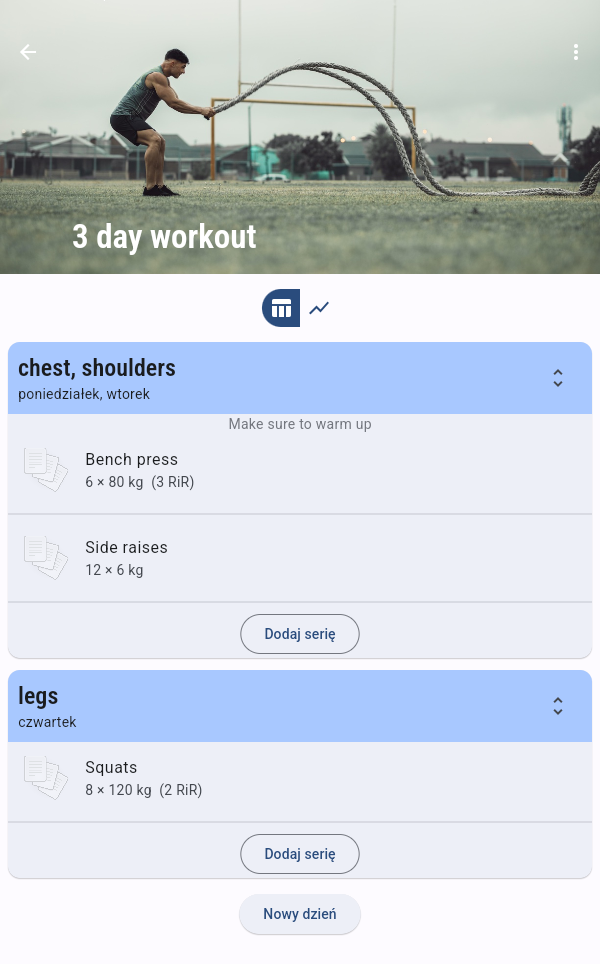 3 day workout
chest, shoulders
poniedziałek, wtorek
Make sure to warm up
Bench press
6 × 80 kg (3 RiR)
Side raises
12 × 6 kg
Dodaj serię
legs
czwartek
Squats
8 × 120 kg (2 RiR)
Dodaj serię
Nowy dzień